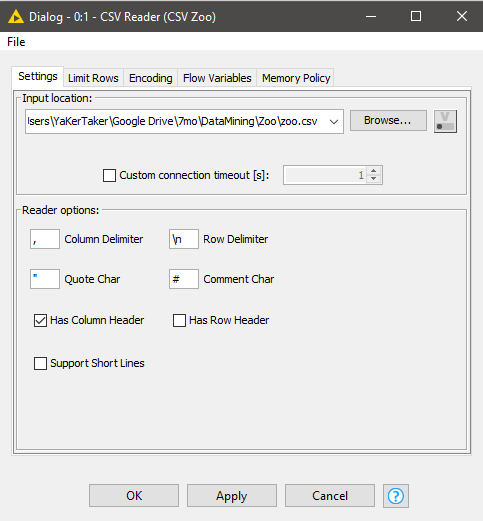 Dialog - 0:1 - CSV Reader (CSV Zoo)
File
Settings Limit Rows Encoding Flow Variables Memory Policy
Input location:
sers\YaKerTaker\Google Drive\7mo\DataMining\Zoo\zoo.csv Browse... V
Custom connection timeout [s]: 1
Reader options:
, Column Delimiter \n Row Delimiter
" Quote Char # Comment Char
Has Column Header Has Row Header
Support Short Lines
OK Apply Cancel ?